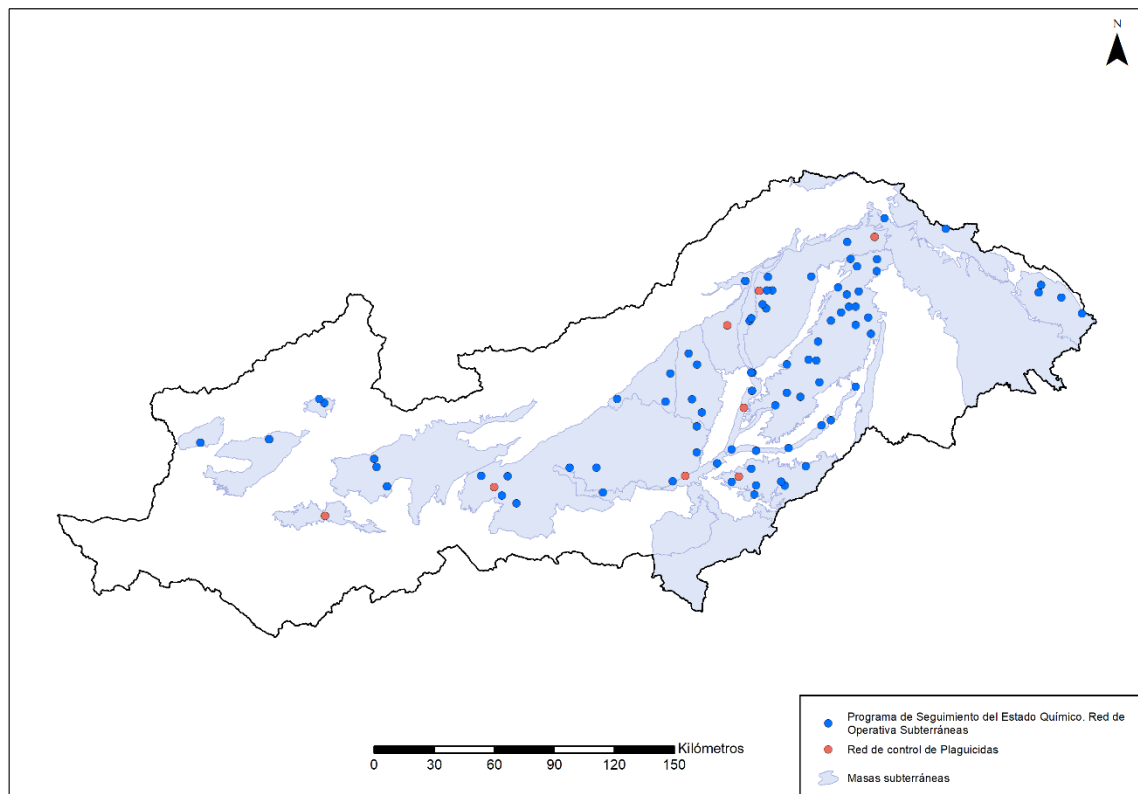 N
Programa de Seguimiento del Estado Químico. Red de
Operativa Subterráneas
Red de control de Plaguicidas
Masas subterráneas
Kilómetros
0 30 60 90 120 150